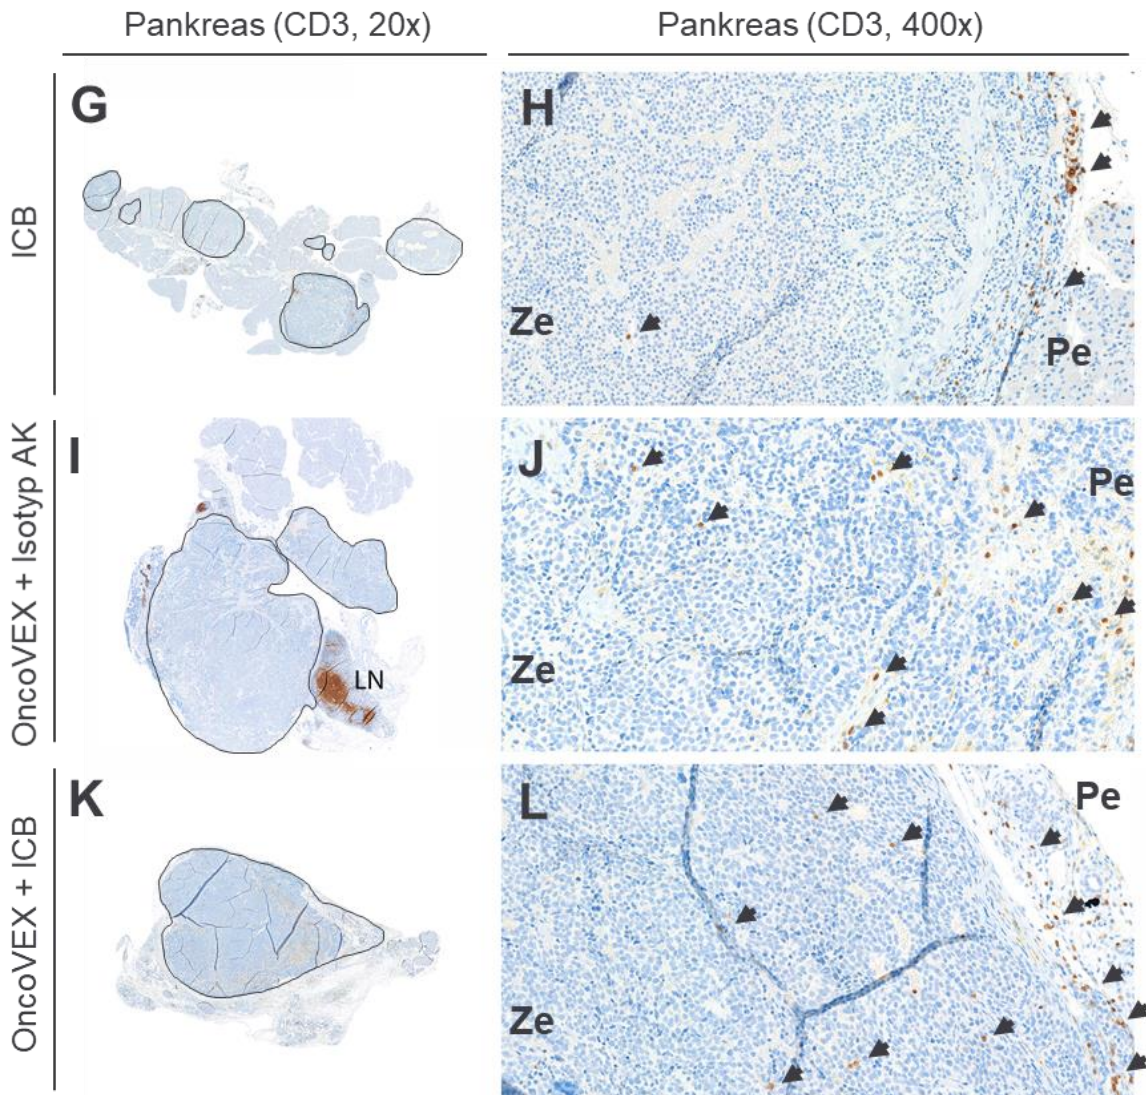 Pankreas (CD3, 20x)
Pankreas (CD3, 400x)
ICB
G
H
Ze
Pe
OncoVEX + Isotyp AK
I
LN
J
Pe
Ze
OncoVEX + ICB
K
L
Pe
Ze